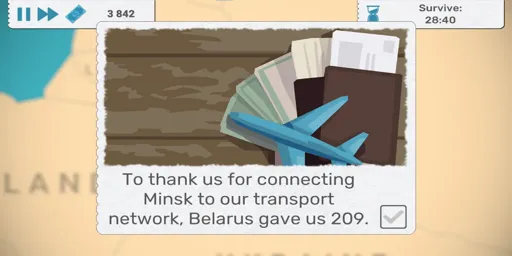 3 842
Survive:
28:40
To thank us for connecting
Minsk to our transport
network, Belarus gave us 209.
LAND